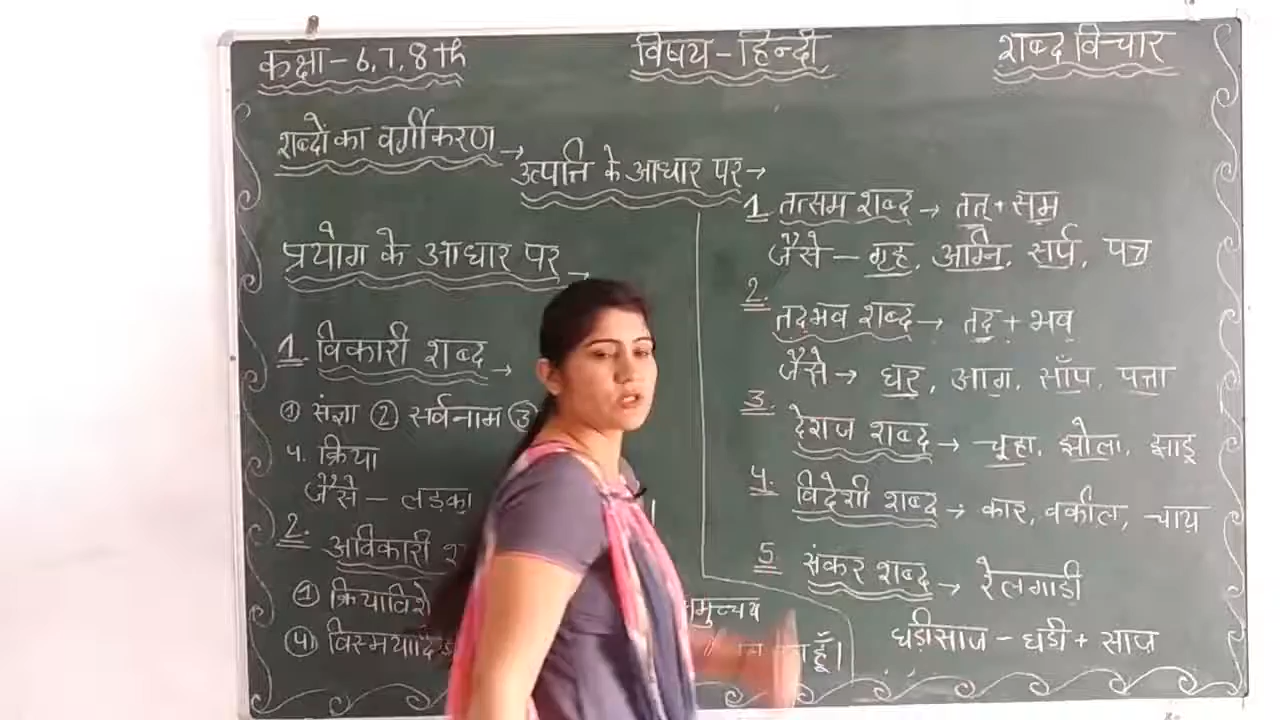 कक्षा - 6, 7, 8th
विषय - हिन्दी
शब्द विचार
शब्दों का वर्गीकरण →
उत्पत्ति के आधार पर →
प्रयोग के आधार पर →
1. विकारी शब्द →
① संज्ञा ② सर्वनाम ③
4. क्रिया
जैसे - लड़का
2. अविकारी
①
④
समुच्चय
हूँ।
1. तत्सम शब्द → तत् + सम
जैसे - गृह, अग्नि, सर्प, पत्र
2. तद्भव शब्द → तद् + भव्
जैसे → घर, आग, साँप, पत्ता
3. देशज शब्द → चूहा, झोला, झाड़ू
4. विदेशी शब्द → कार, वकील, चाय
5 संकर शब्द → रेलगाड़ी
घड़ीसाज - घड़ी + साज